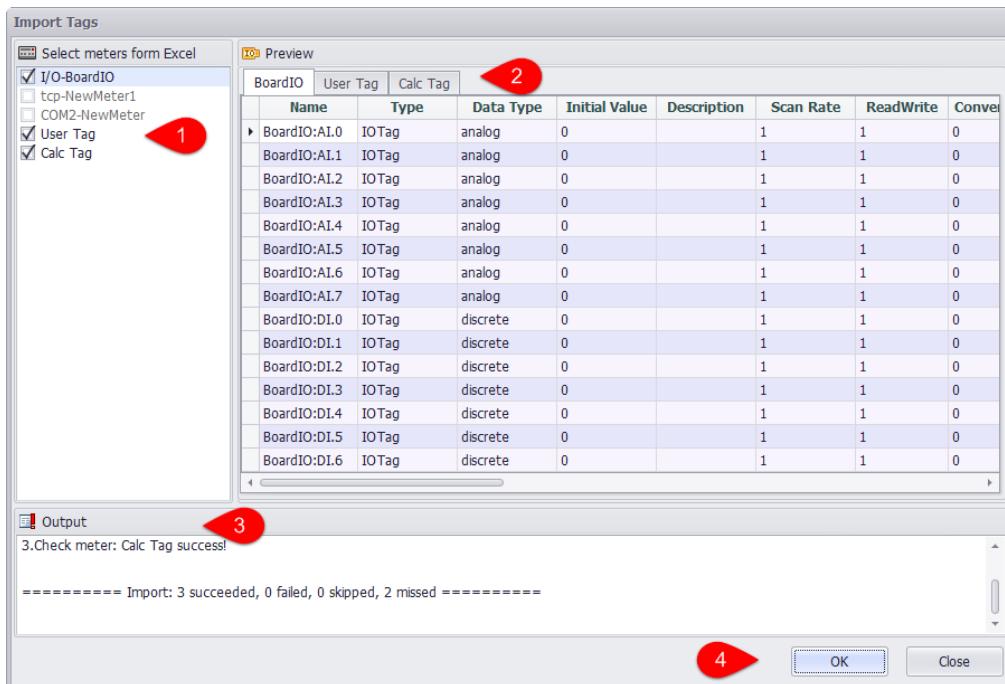 Import Tags
Select meters form Excel
I/O-BoardIO
tcp-NewMeter1
COM2-NewMeter
User Tag
Calc Tag
1
Preview
BoardIO User Tag Calc Tag
2
Name Type Data Type Initial Value Description Scan Rate ReadWrite Conver
BoardIO:AI.0 IOTag analog 0 1 1 0
BoardIO:AI.1 IOTag analog 0 1 1 0
BoardIO:AI.2 IOTag analog 0 1 1 0
BoardIO:AI.3 IOTag analog 0 1 1 0
BoardIO:AI.4 IOTag analog 0 1 1 0
BoardIO:AI.5 IOTag analog 0 1 1 0
BoardIO:AI.6 IOTag analog 0 1 1 0
BoardIO:AI.7 IOTag analog 0 1 1 0
BoardIO:DI.0 IOTag discrete 0 1 1 0
BoardIO:DI.1 IOTag discrete 0 1 1 0
BoardIO:DI.2 IOTag discrete 0 1 1 0
BoardIO:DI.3 IOTag discrete 0 1 1 0
BoardIO:DI.4 IOTag discrete 0 1 1 0
BoardIO:DI.5 IOTag discrete 0 1 1 0
BoardIO:DI.6 IOTag discrete 0 1 1 0
Output
3
3.Check meter: Calc Tag success!
========== Import: 3 succeeded, 0 failed, 0 skipped, 2 missed ==========
4
OK Close